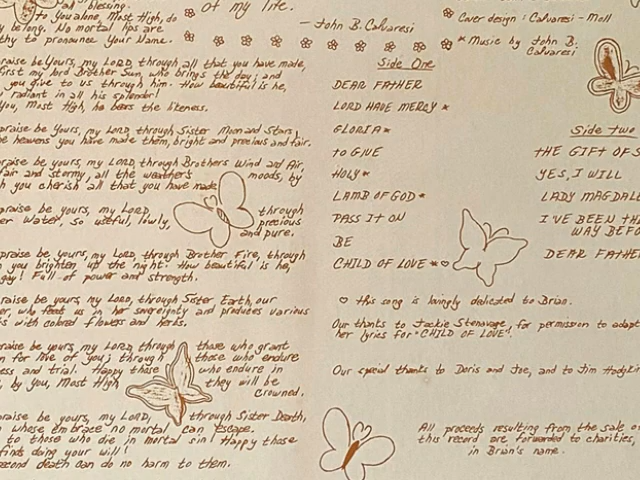 blessing.
To You alone, Most High, do
y belong. No mortal lips are
thy to pronounce Your Name.
praise be Yours, my LORD, through all that you have made,
first my lord Brother Sun, who brings the day; and
you give to us through him. How beautiful is he,
radiant in all his splendor!
You, Most High, he bears the likeness.
praise be Yours, my Lord, through Sister Moon and Stars;
he heavens you have made them, bright and precious and fair.
praise be yours, my Lord, through Brothers Wind and Air,
fair and stormy, all the weather's moods, by
h you cherish all that you have made.
praise be yours, my Lord, through
er Water, so useful, lowly, precious
and pure.
praise be yours, my Lord, through Brother Fire, through
you brighten up the night. How beautiful is he,
gay! Full of power and strength.
praise be yours, my Lord, through Sister Earth, our
er, who feeds us in her sovereignty and produces various
s with colored flowers and herbs.
praise be yours, my Lord, through those who grant
n for love of you; through those who endure
ess and trial. Happy those who endure in
, by you, Most High they will be
crowned.
praise be yours, my Lord, through Sister Death,
whose embrace no mortal can escape.
to those who die in mortal sin! Happy those
finds doing your will!
second death can do no harm to them.
of my life.
— John B. Calvaresi
* Cover design: Calvaresi - Moll
* Music by John B.
Calvaresi
Side One
DEAR FATHER
LORD HAVE MERCY *
GLORIA *
TO GIVE
HOLY *
LAMB OF GOD *
PASS IT ON
BE
CHILD OF LOVE * ♡
Side two
THE GIFT OF S
YES, I WILL
LADY MAGDAL
I'VE BEEN TH
WAY BEFO
DEAR FATHE
♡ this song is lovingly dedicated to Brian.
Our thanks to Jackie for permission to adapt
her lyrics for "CHILD OF LOVE".
Our special thanks to Doris and Joe, and to Jim
All proceeds resulting from the sale o
this record are forwarded to charities,
in Brian's name.